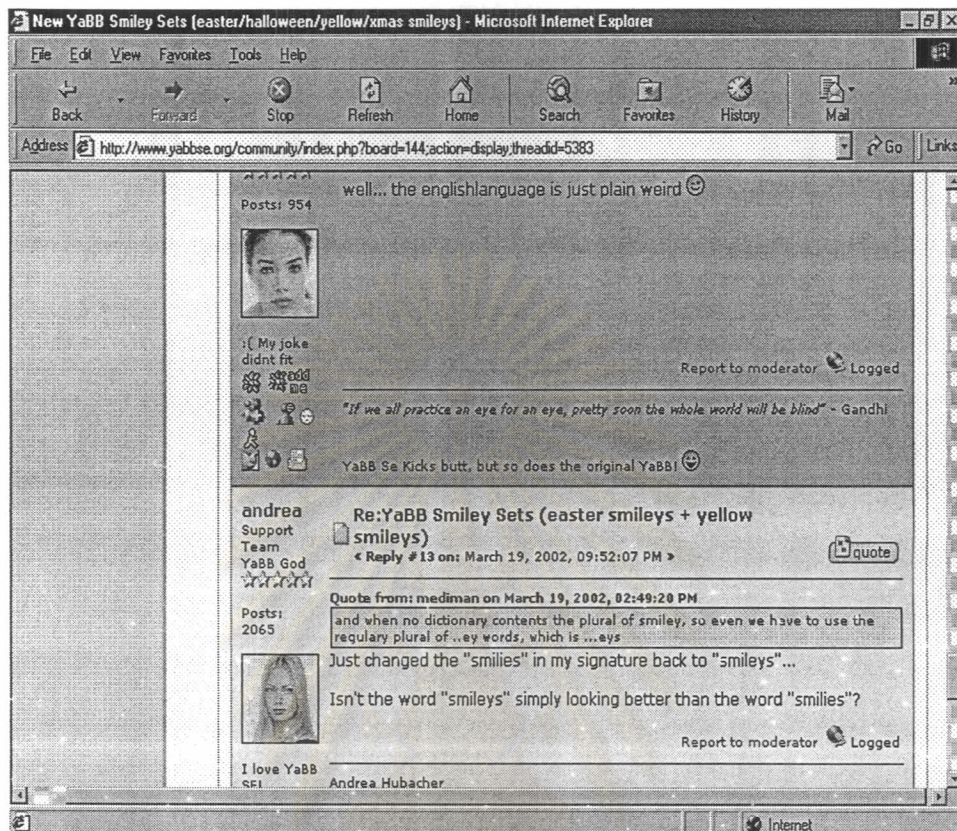 New YaBB Smiley Sets (easter/halloween/yellow/xmas smileys) - Microsoft Internet Explorer
File Edit View Favorites Tools Help
Back Forward Stop Refresh Home Search Favorites History Mail »
Address http://www.yabbse.org/community/index.php?board=144;action=display;threadid=5383 Go Links
Posts: 954
well... the englishlanguage is just plain weird
:( My joke
didnt fit
Report to moderator Logged
add
me
"If we all practice an eye for an eye, pretty soon the whole world will be blind" - Gandhi
YaBB Se Kicks butt, but so does the original YaBB!
andrea
Support
Team
YaBB God
Posts:
2065
Re:YaBB Smiley Sets (easter smileys + yellow
smileys)
« Reply #13 on: March 19, 2002, 09:52:07 PM »
quote
Quote from: mediman on March 19, 2002, 02:49:20 PM
and when no dictionary contents the plural of smiley, so even we have to use the
regulary plural of ..ey words, which is ...eys
Just changed the "smilies" in my signature back to "smileys"...
Isn't the word "smileys" simply looking better than the word "smilies"?
Report to moderator Logged
I love YaBB
SE!
Andrea Hubacher
Internet